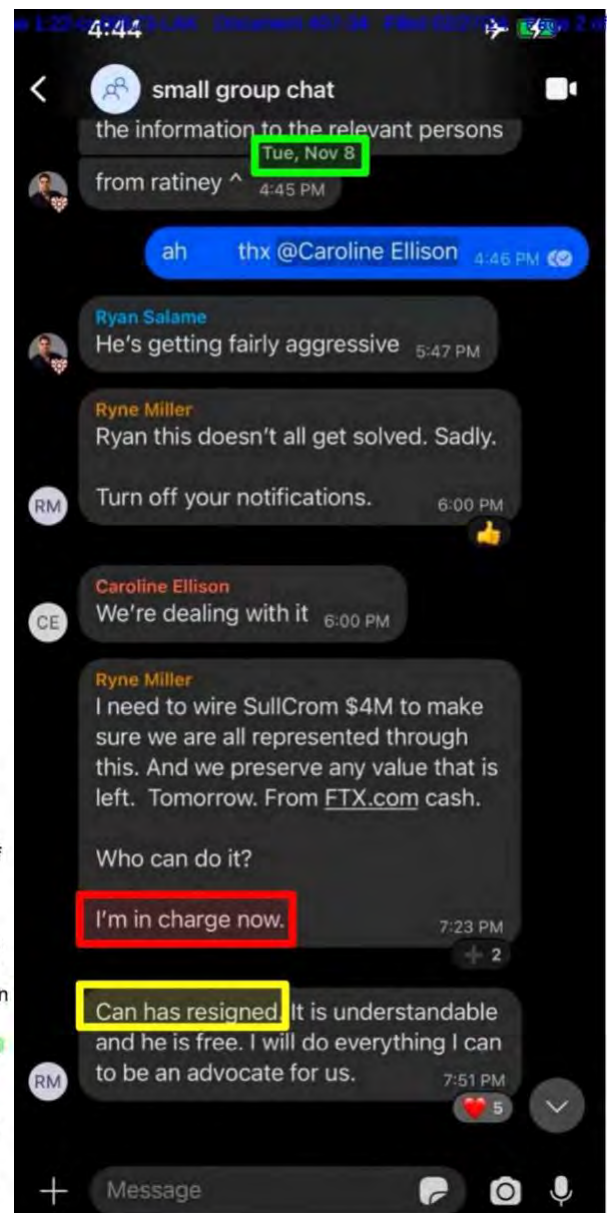 4:44
small group chat
the information to the relevant persons
Tue, Nov 8
from ratiney ^ 4:45 PM
ah thx @Caroline Ellison 4:46 PM
Ryan Salame
He's getting fairly aggressive 5:47 PM
Ryne Miller
Ryan this doesn't all get solved. Sadly.
RM
Turn off your notifications. 6:00 PM
Caroline Ellison
CE
We're dealing with it 6:00 PM
Ryne Miller
I need to wire SullCrom $4M to make
sure we are all represented through
this. And we preserve any value that is
left. Tomorrow. From FTX.com cash.
Who can do it?
I'm in charge now. 7:23 PM
2
Can has resigned. It is understandable
and he is free. I will do everything I can
RM
to be an advocate for us. 7:51 PM
5
Message